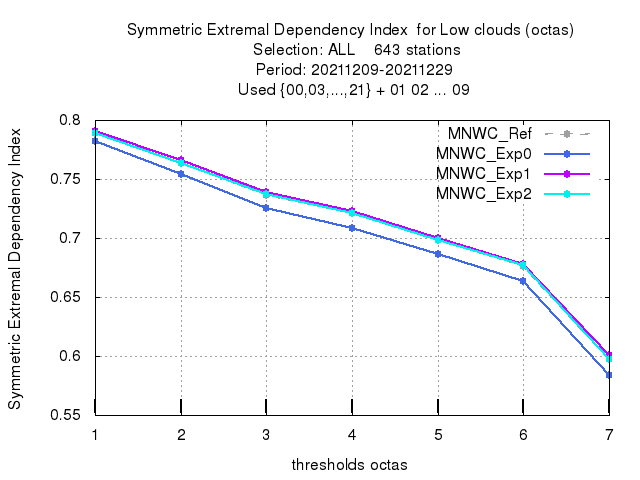 Symmetric Extremal Dependency Index  for Low clouds (octas)
Selection: ALL    643 stations
Period: 20211209-20211229
Used {00,03,...,21} + 01 02 ... 09
Symmetric Extremal Dependency Index
0.8
0.75
0.7
0.65
0.6
0.55
MNWC_Ref
MNWC_Exp0
MNWC_Exp1
MNWC_Exp2
1 2 3 4 5 6 7
thresholds octas